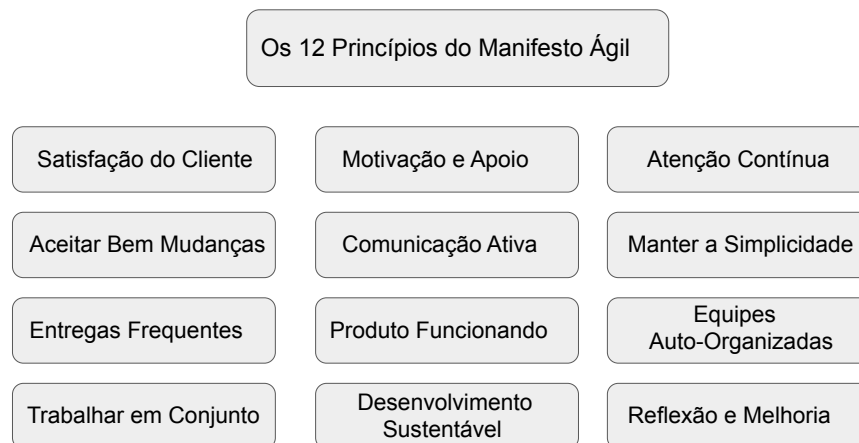 Os 12 Princípios do Manifesto Ágil
Satisfação do Cliente
Motivação e Apoio
Atenção Contínua
Aceitar Bem Mudanças
Comunicação Ativa
Manter a Simplicidade
Entregas Frequentes
Produto Funcionando
Equipes
Auto-Organizadas
Trabalhar em Conjunto
Desenvolvimento
Sustentável
Reflexão e Melhoria